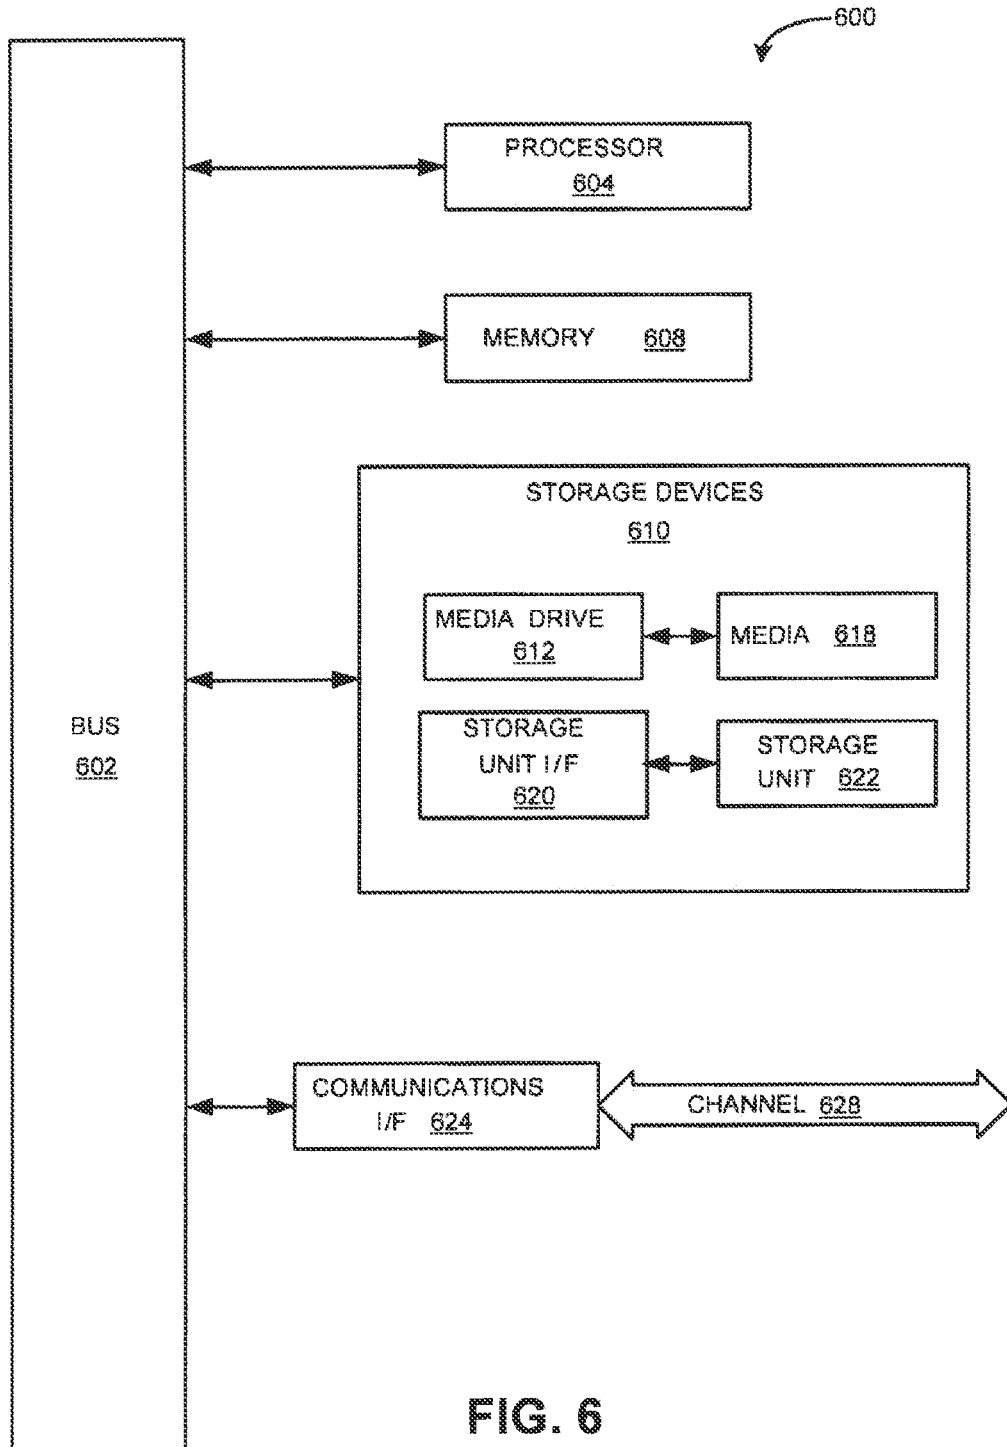 600
PROCESSOR
604
MEMORY 608
STORAGE DEVICES
610
MEDIA DRIVE
612
MEDIA 618
STORAGE
UNIT I/F
620
STORAGE
UNIT 622
BUS
602
COMMUNICATIONS
I/F 624
CHANNEL 628
FIG. 6